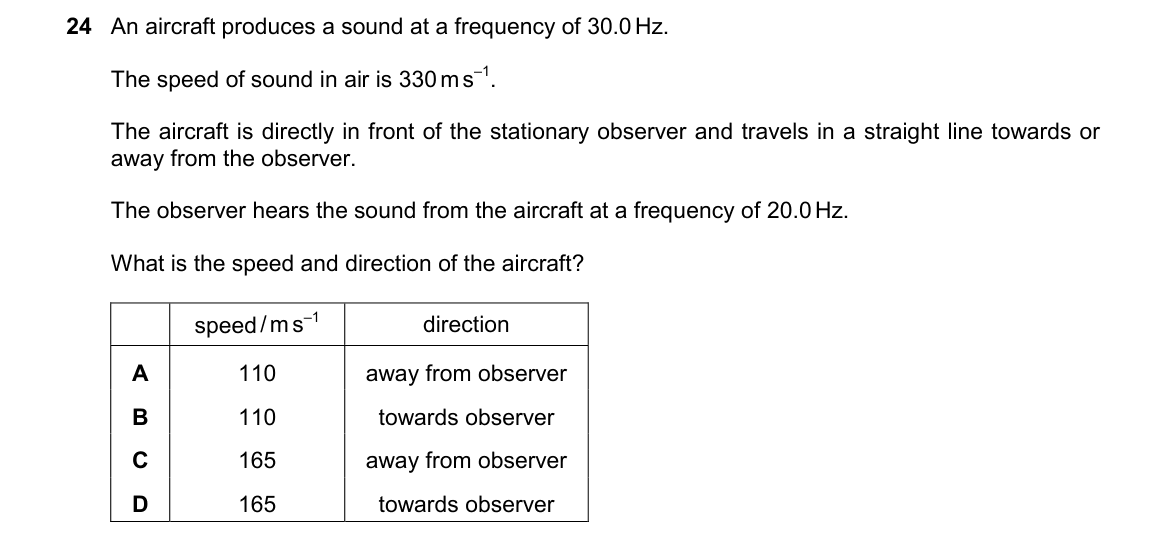 24 An aircraft produces a sound at a frequency of 30.0 Hz.
The speed of sound in air is 330 m s⁻¹.
The aircraft is directly in front of the stationary observer and travels in a straight line towards or
away from the observer.
The observer hears the sound from the aircraft at a frequency of 20.0 Hz.
What is the speed and direction of the aircraft?
speed / m s⁻¹ direction
A 110 away from observer
B 110 towards observer
C 165 away from observer
D 165 towards observer